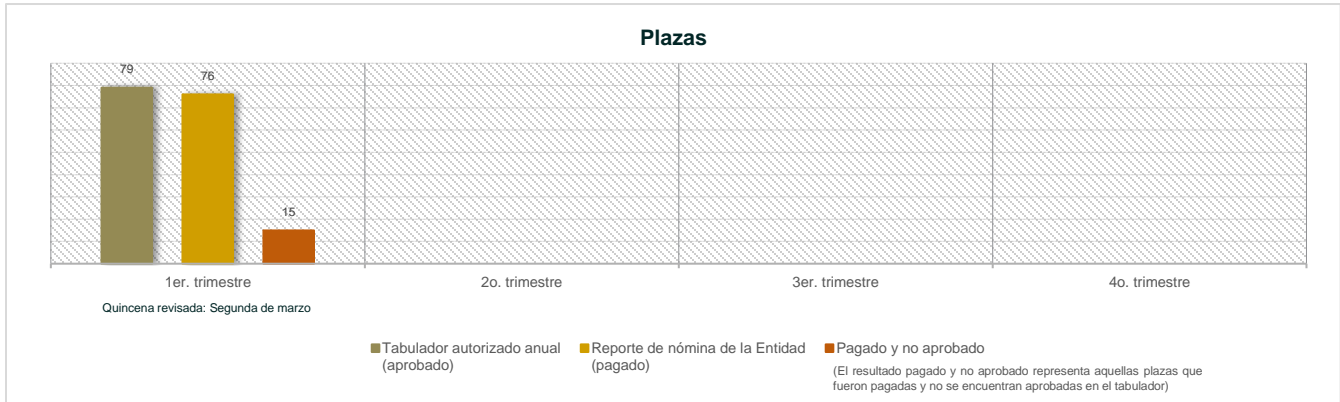 Plazas
79
76
15
1er. trimestre
2o. trimestre
3er. trimestre
4o. trimestre
Quincena revisada: Segunda de marzo
Tabulador autorizado anual
(aprobado)
Reporte de nómina de la Entidad
(pagado)
Pagado y no aprobado
(El resultado pagado y no aprobado representa aquellas plazas que
fueron pagadas y no se encuentran aprobadas en el tabulador)